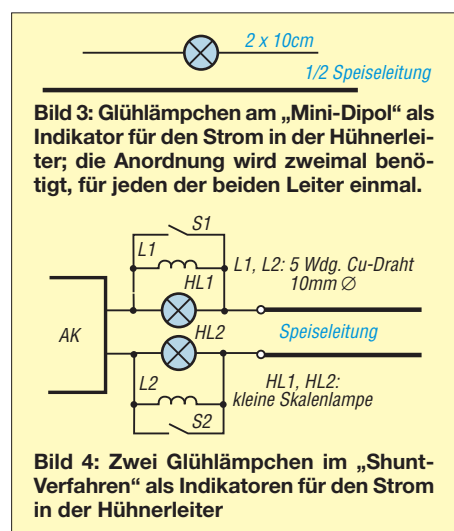 2 x 10cm
1/2 Speiseleitung
Bild 3: Glühlämpchen am „Mini-Dipol“ als
Indikator für den Strom in der Hühnerlei-
ter; die Anordnung wird zweimal benö-
tigt, für jeden der beiden Leiter einmal.
S1
L1
L1, L2: 5 Wdg. Cu-Draht
10mm Ø
HL1
AK
Speiseleitung
HL2
L2
HL1, HL2:
kleine Skalenlampe
S2
Bild 4: Zwei Glühlämpchen im „Shunt-
Verfahren“ als Indikatoren für den Strom
in der Hühnerleiter